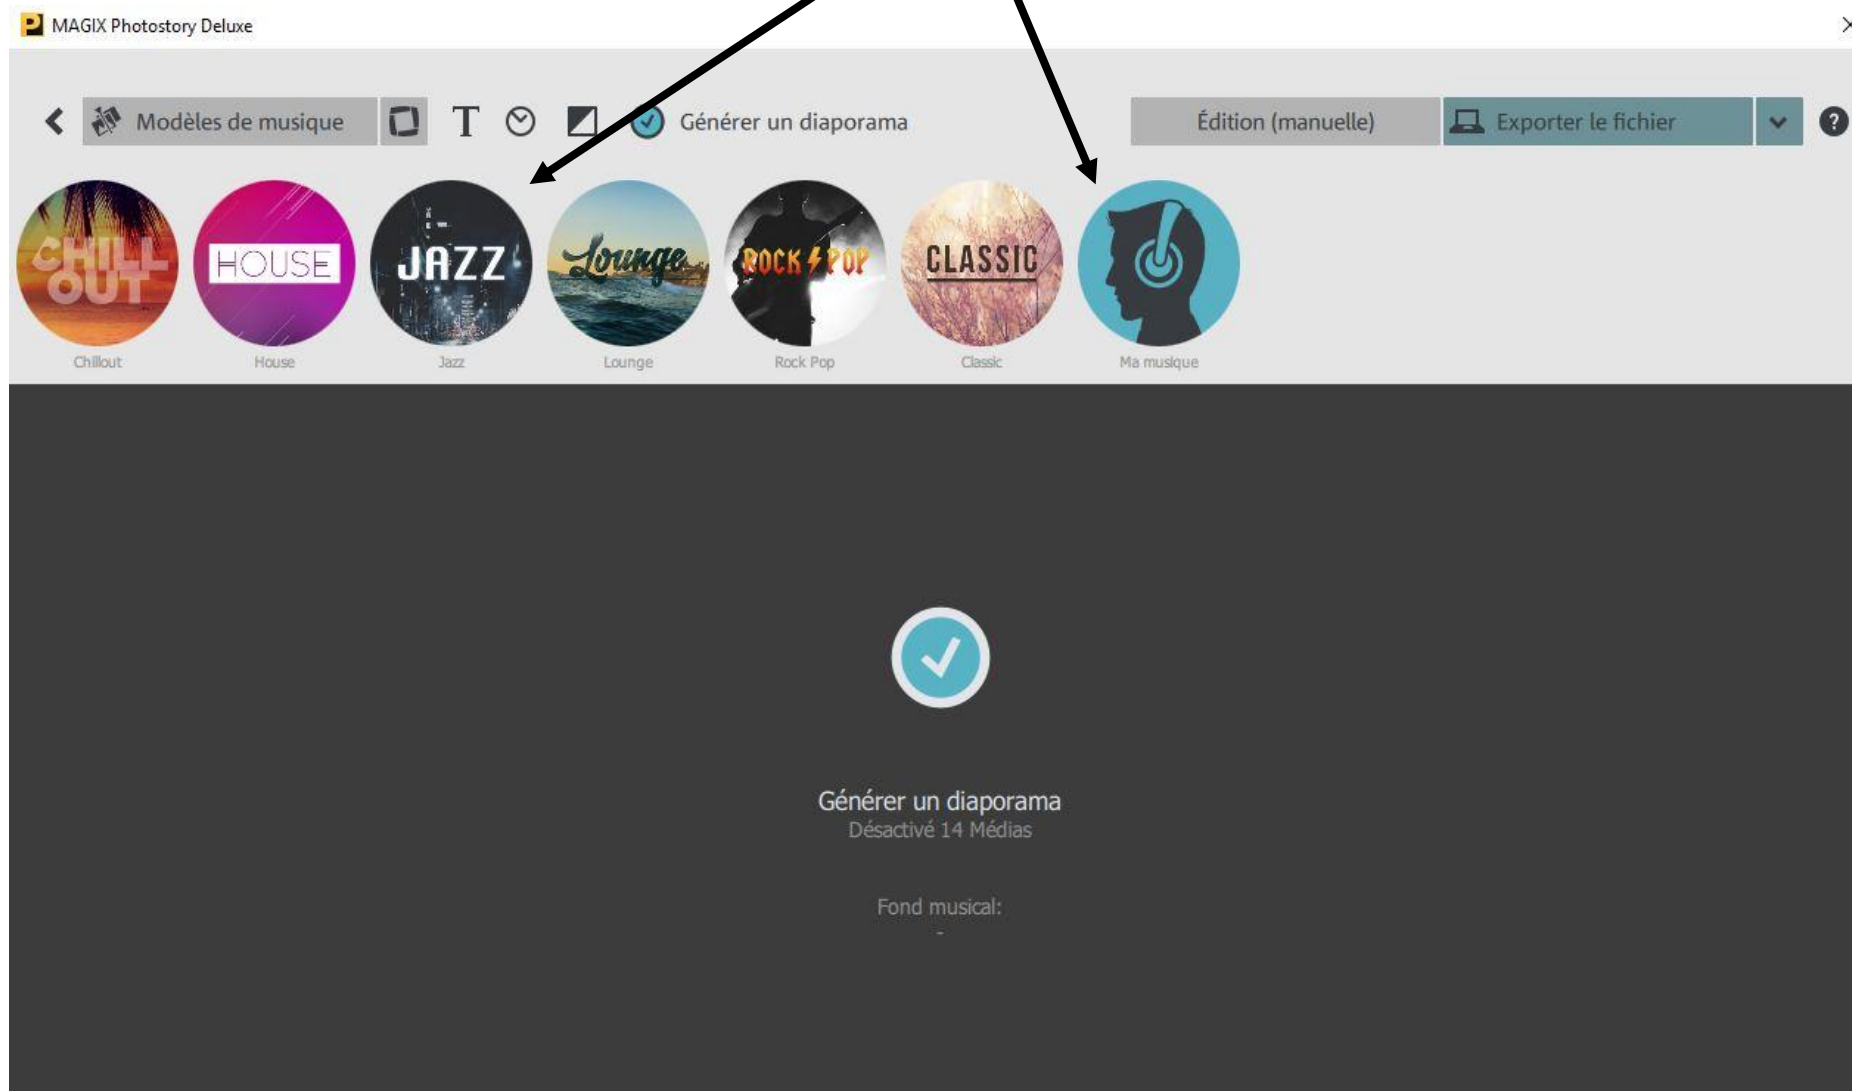 MAGIX Photostory Deluxe
Modèles de musique
T
Générer un diaporama
Édition (manuelle)
Exporter le fichier
?
CHILL
OUT
HOUSE
JAZZ
Lounge
ROCK POP
CLASSIC
Chillout
House
Jazz
Lounge
Rock Pop
Classic
Ma musique
Générer un diaporama
Désactivé 14 Médias
Fond musical:
-